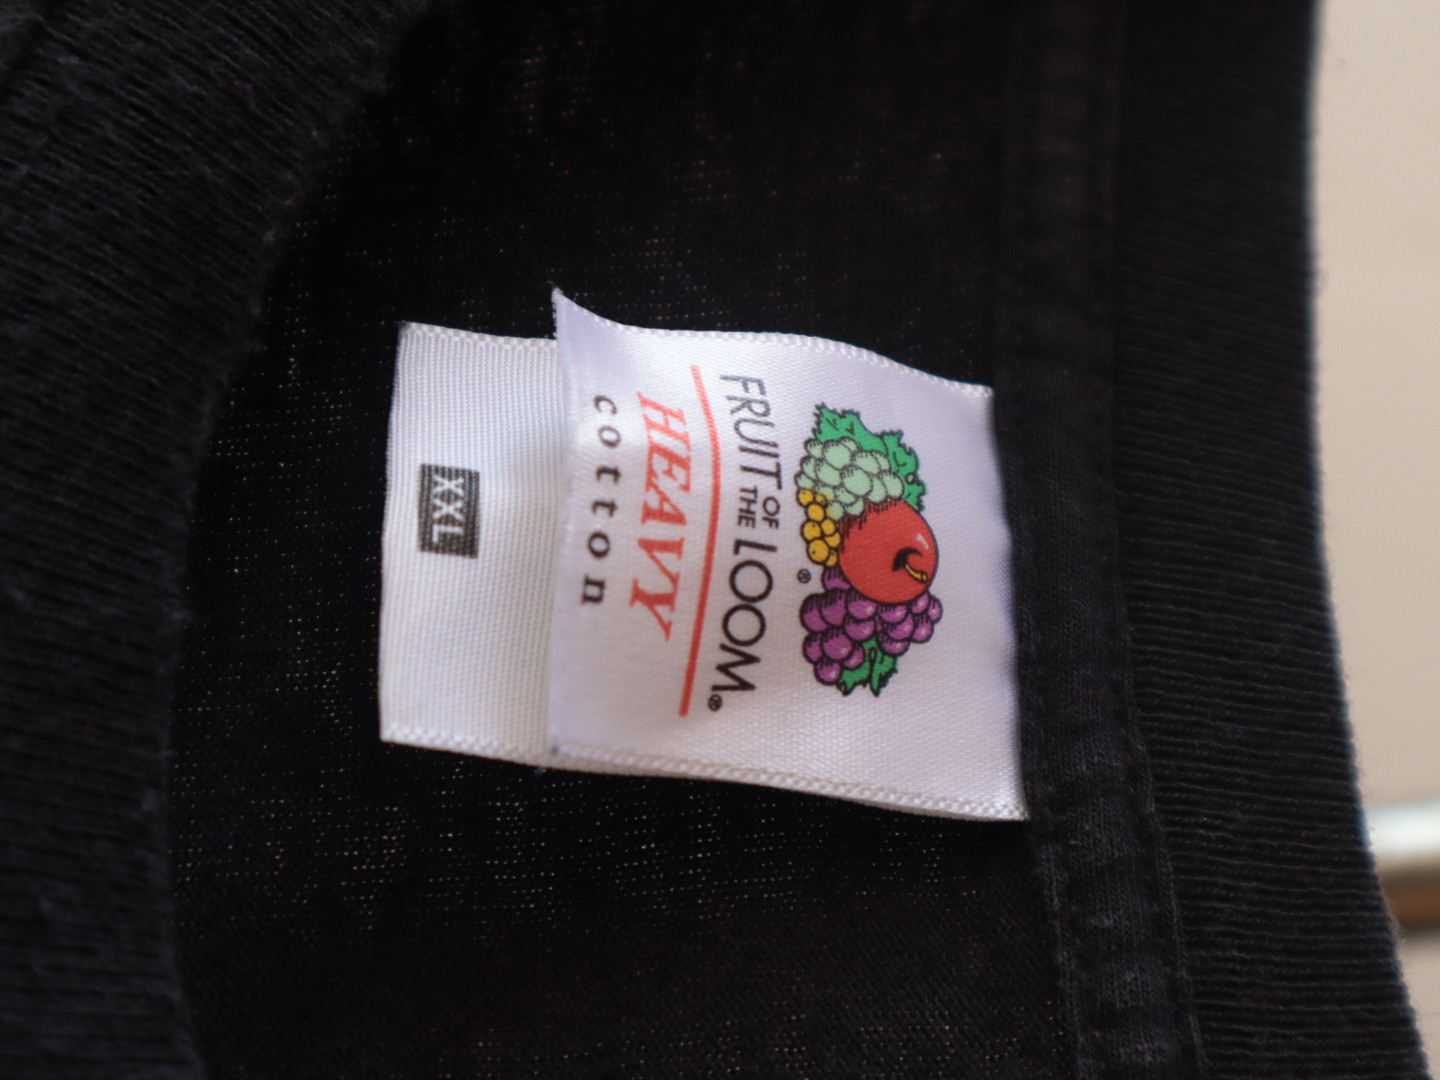 ®
FRUIT OF THE LOOM®
HEAVY
cotton
XXL